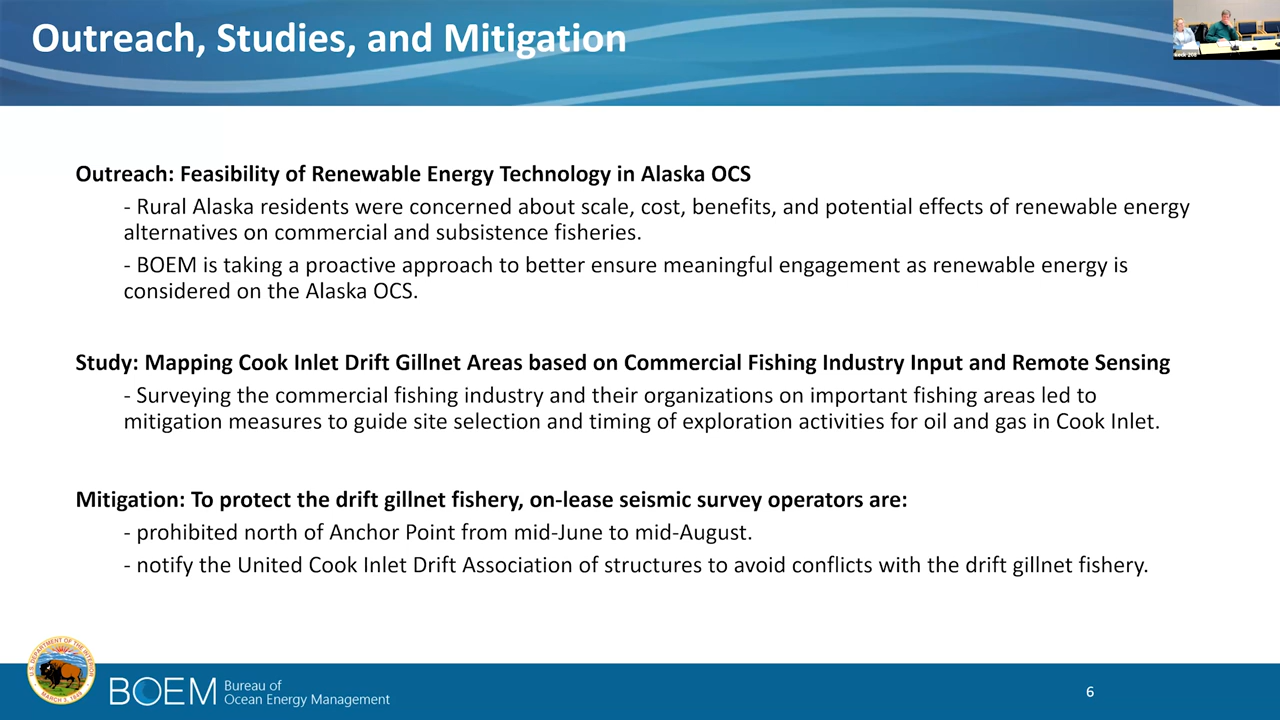 Outreach, Studies, and Mitigation
Outreach: Feasibility of Renewable Energy Technology in Alaska OCS
- Rural Alaska residents were concerned about scale, cost, benefits, and potential effects of renewable energy
alternatives on commercial and subsistence fisheries.
- BOEM is taking a proactive approach to better ensure meaningful engagement as renewable energy is
considered on the Alaska OCS.
Study: Mapping Cook Inlet Drift Gillnet Areas based on Commercial Fishing Industry Input and Remote Sensing
- Surveying the commercial fishing industry and their organizations on important fishing areas led to
mitigation measures to guide site selection and timing of exploration activities for oil and gas in Cook Inlet.
Mitigation: To protect the drift gillnet fishery, on-lease seismic survey operators are:
- prohibited north of Anchor Point from mid-June to mid-August.
- notify the United Cook Inlet Drift Association of structures to avoid conflicts with the drift gillnet fishery.
U.S. DEPARTMENT OF THE INTERIOR
MARCH 3, 1849
BOEM
Bureau of
Ocean Energy Management
6